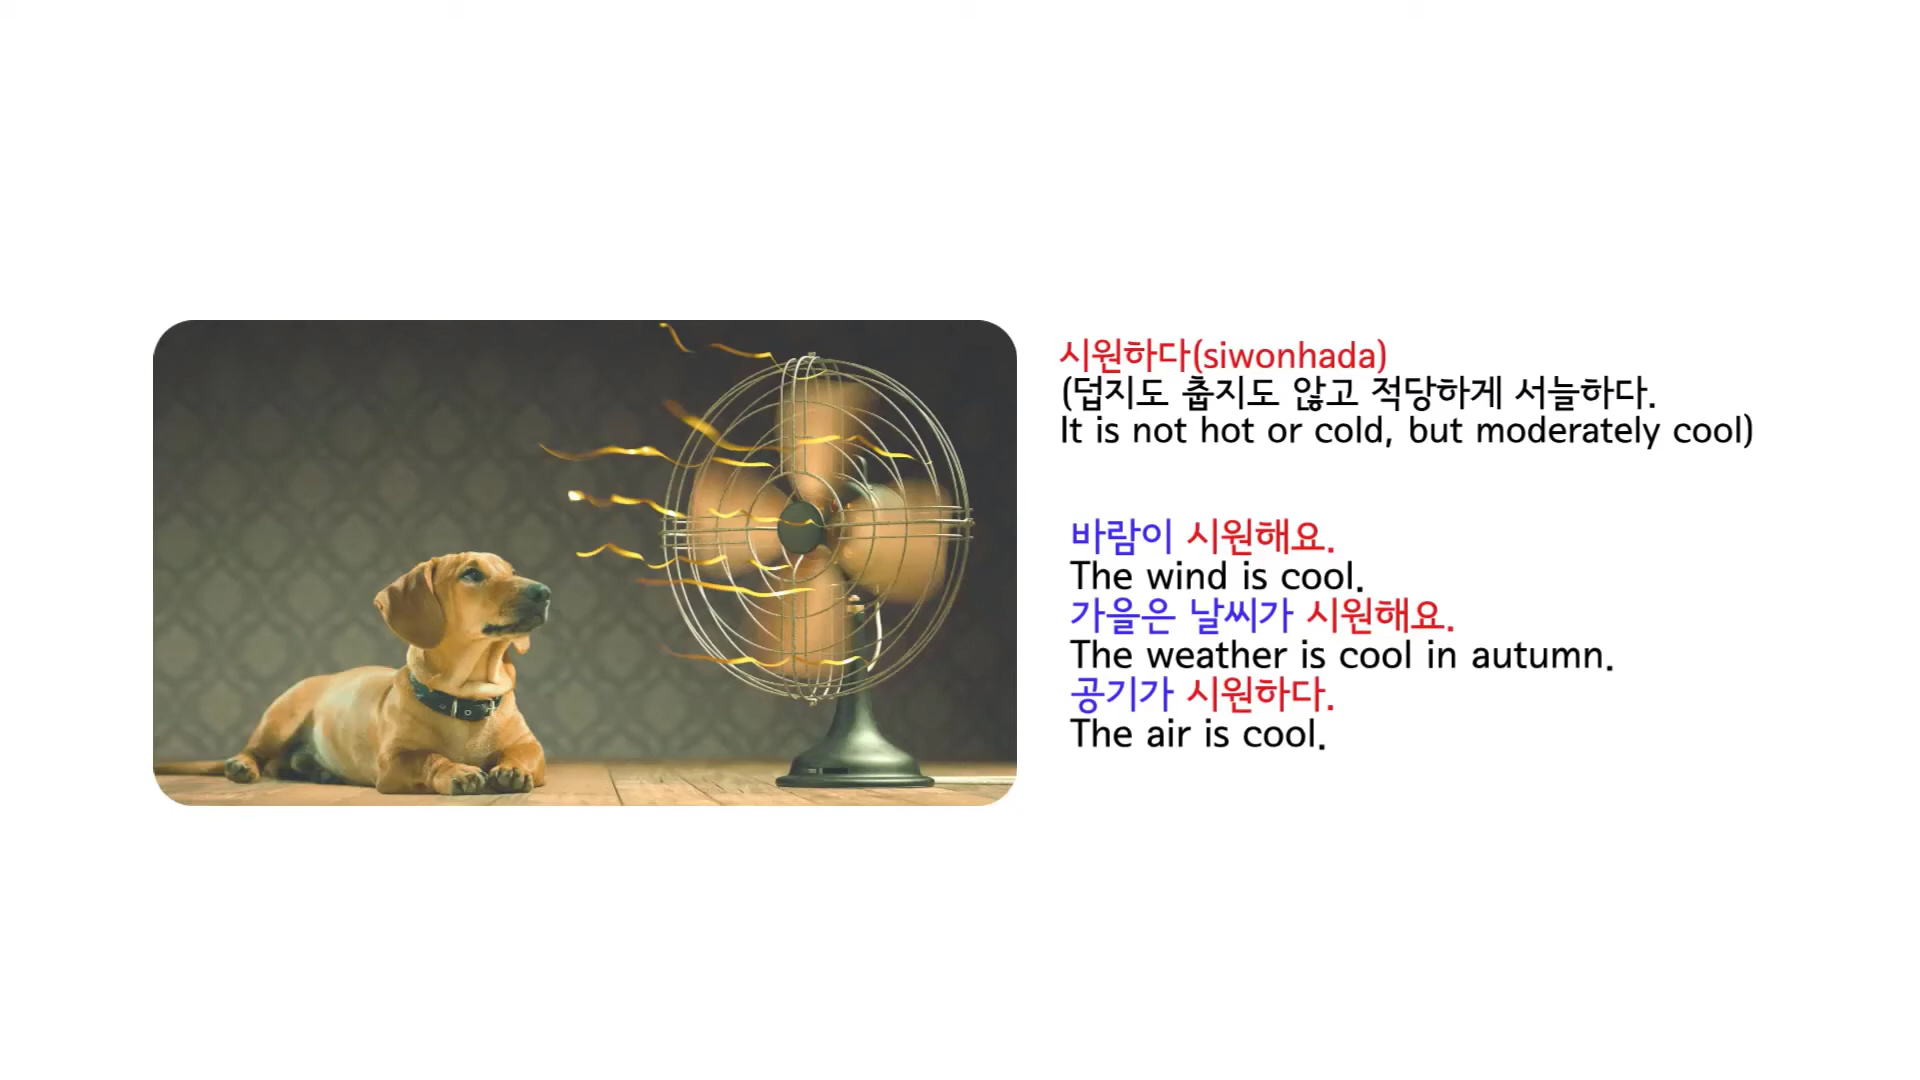 시원하다(siwonhada)
(덥지도 춥지도 않고 적당하게 서늘하다.
It is not hot or cold, but moderately cool)
바람이 시원해요.
The wind is cool.
가을은 날씨가 시원해요.
The weather is cool in autumn.
공기가 시원하다.
The air is cool.